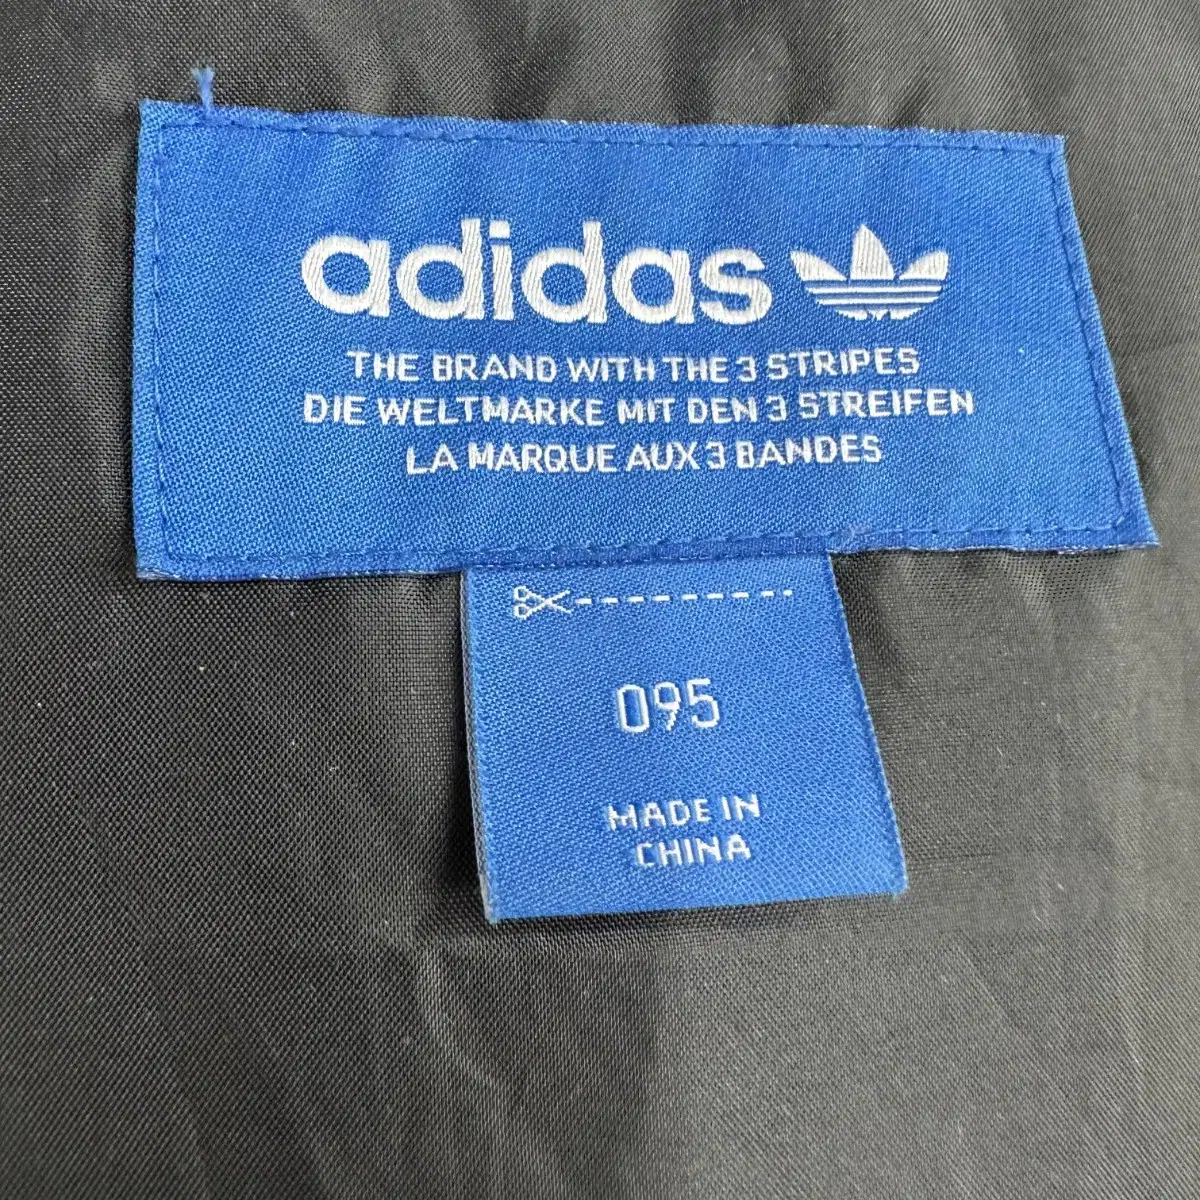 adidas
THE BRAND WITH THE 3 STRIPES
DIE WELTMARKE MIT DEN 3 STREIFEN
LA MARQUE AUX 3 BANDES
095
MADE IN
CHINA